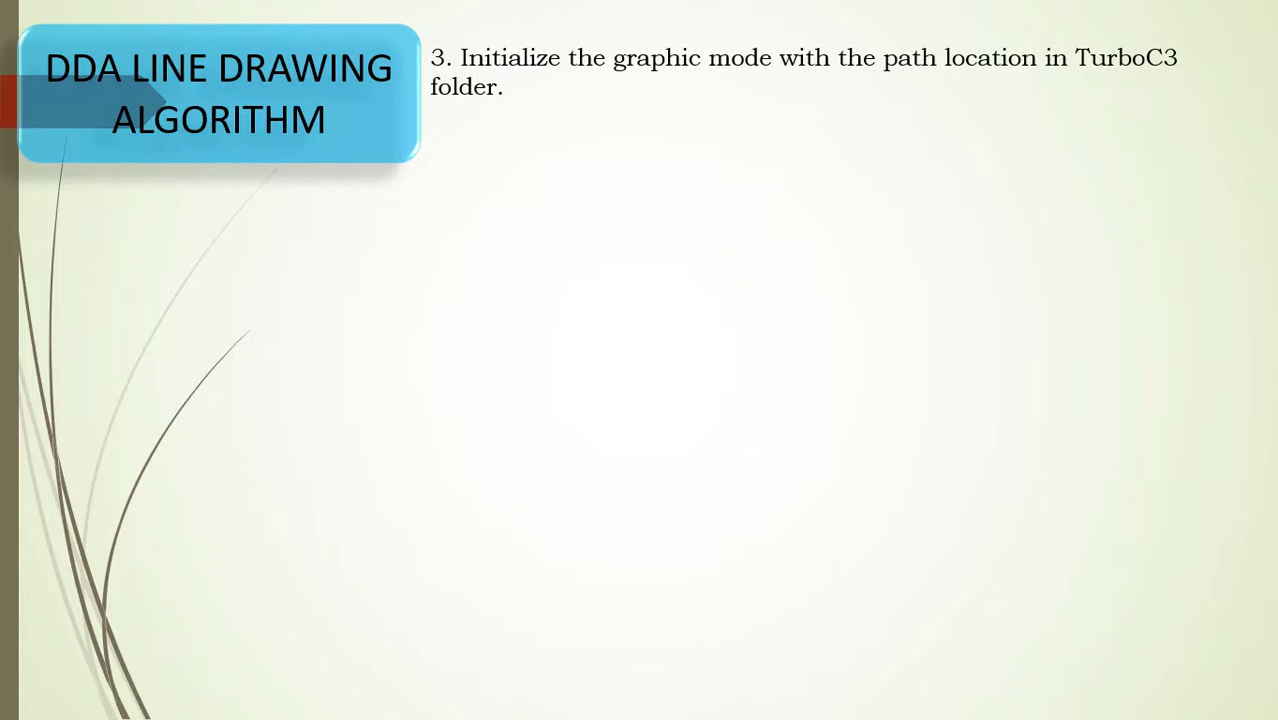 DDA LINE DRAWING
ALGORITHM
3. Initialize the graphic mode with the path location in TurboC3
folder.